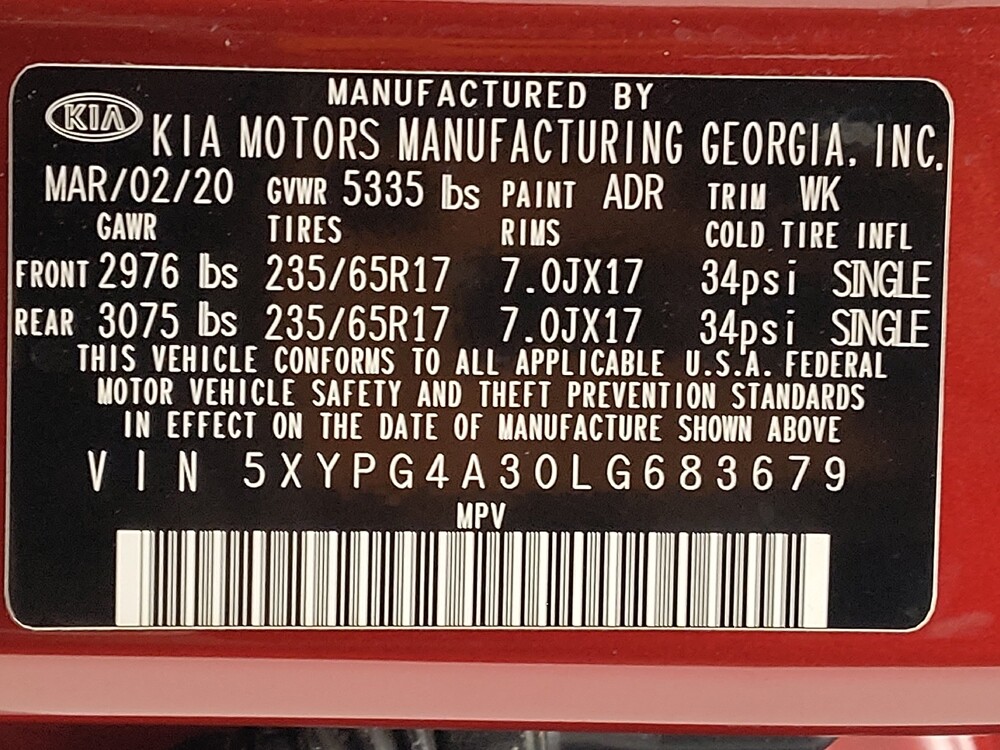 MANUFACTURED BY
KIA KIA MOTORS MANUFACTURING GEORGIA, INC.
MAR/02/20 GVWR 5335 lbs PAINT ADR TRIM WK
GAWR TIRES RIMS COLD TIRE INFL
FRONT 2976 lbs 235/65R17 7.0JX17 34psi SINGLE
REAR 3075 lbs 235/65R17 7.0JX17 34psi SINGLE
THIS VEHICLE CONFORMS TO ALL APPLICABLE U.S.A. FEDERAL
MOTOR VEHICLE SAFETY AND THEFT PREVENTION STANDARDS
IN EFFECT ON THE DATE OF MANUFACTURE SHOWN ABOVE
VIN 5XYPG4A30LG683679
MPV